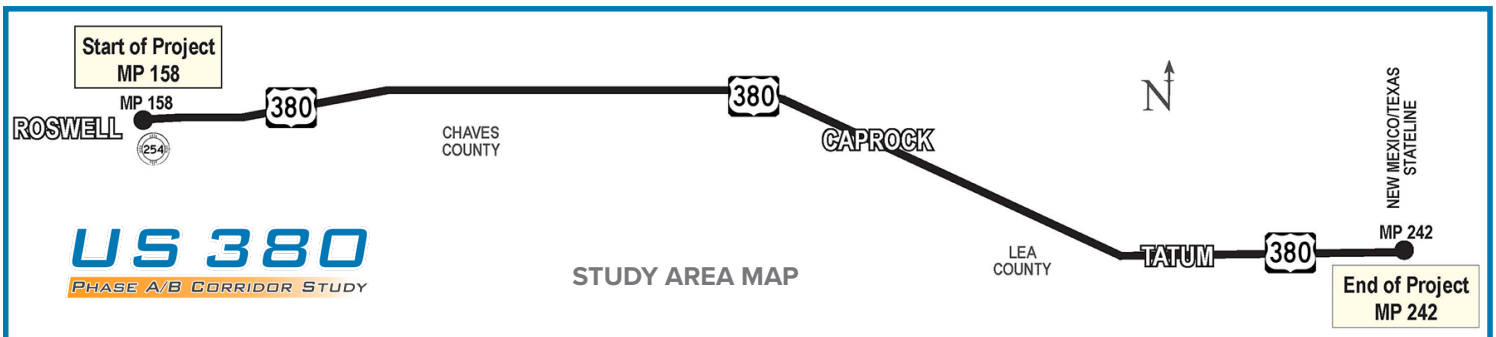 Start of Project
MP 158
MP 158
380
ROSWELL
254
CHAVES
COUNTY
380
CAPROCK
N
NEW MEXICO/TEXAS
STATELINE
LEA
COUNTY
TATUM
380
MP 242
End of Project
MP 242
US 380
PHASE A/B CORRIDOR STUDY
STUDY AREA MAP